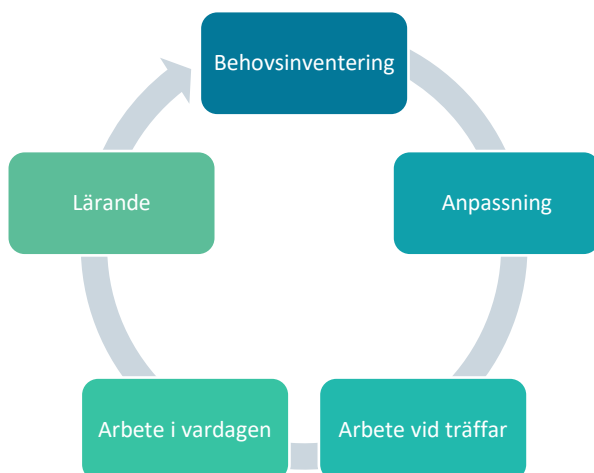 Behovsinventering
Anpassning
Arbete vid träffar
Arbete i vardagen
Lärande